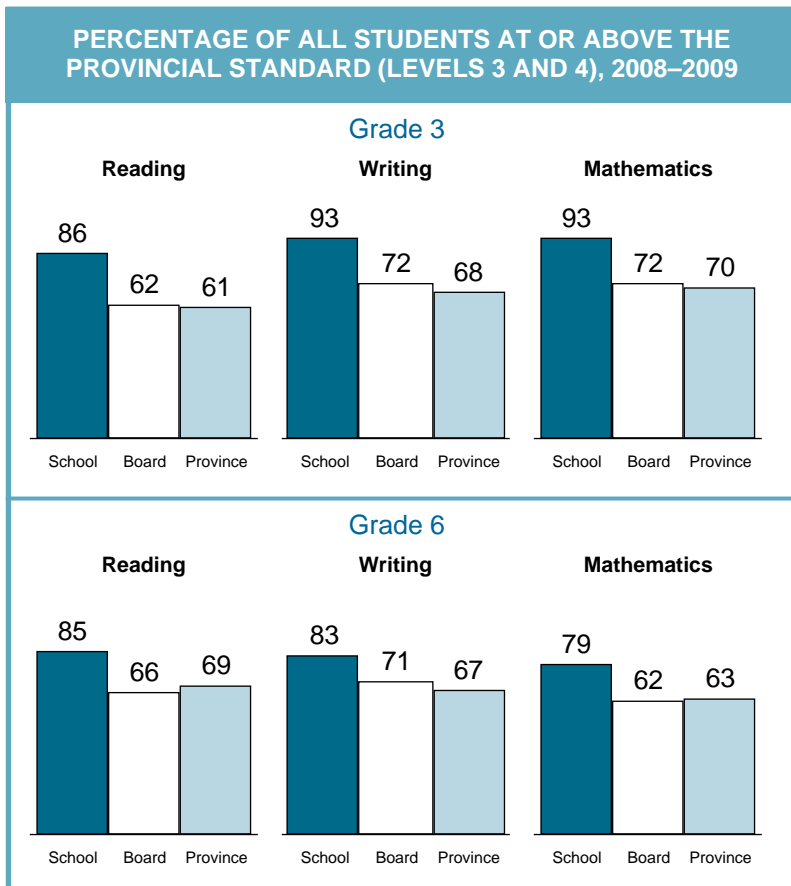 PERCENTAGE OF ALL STUDENTS AT OR ABOVE THE
PROVINCIAL STANDARD (LEVELS 3 AND 4), 2008–2009
Grade 3
Reading
Writing
Mathematics
86
62
61
93
72
68
93
72
70
School Board Province
School Board Province
School Board Province
Grade 6
Reading
Writing
Mathematics
85
66
69
83
71
67
79
62
63
School Board Province
School Board Province
School Board Province